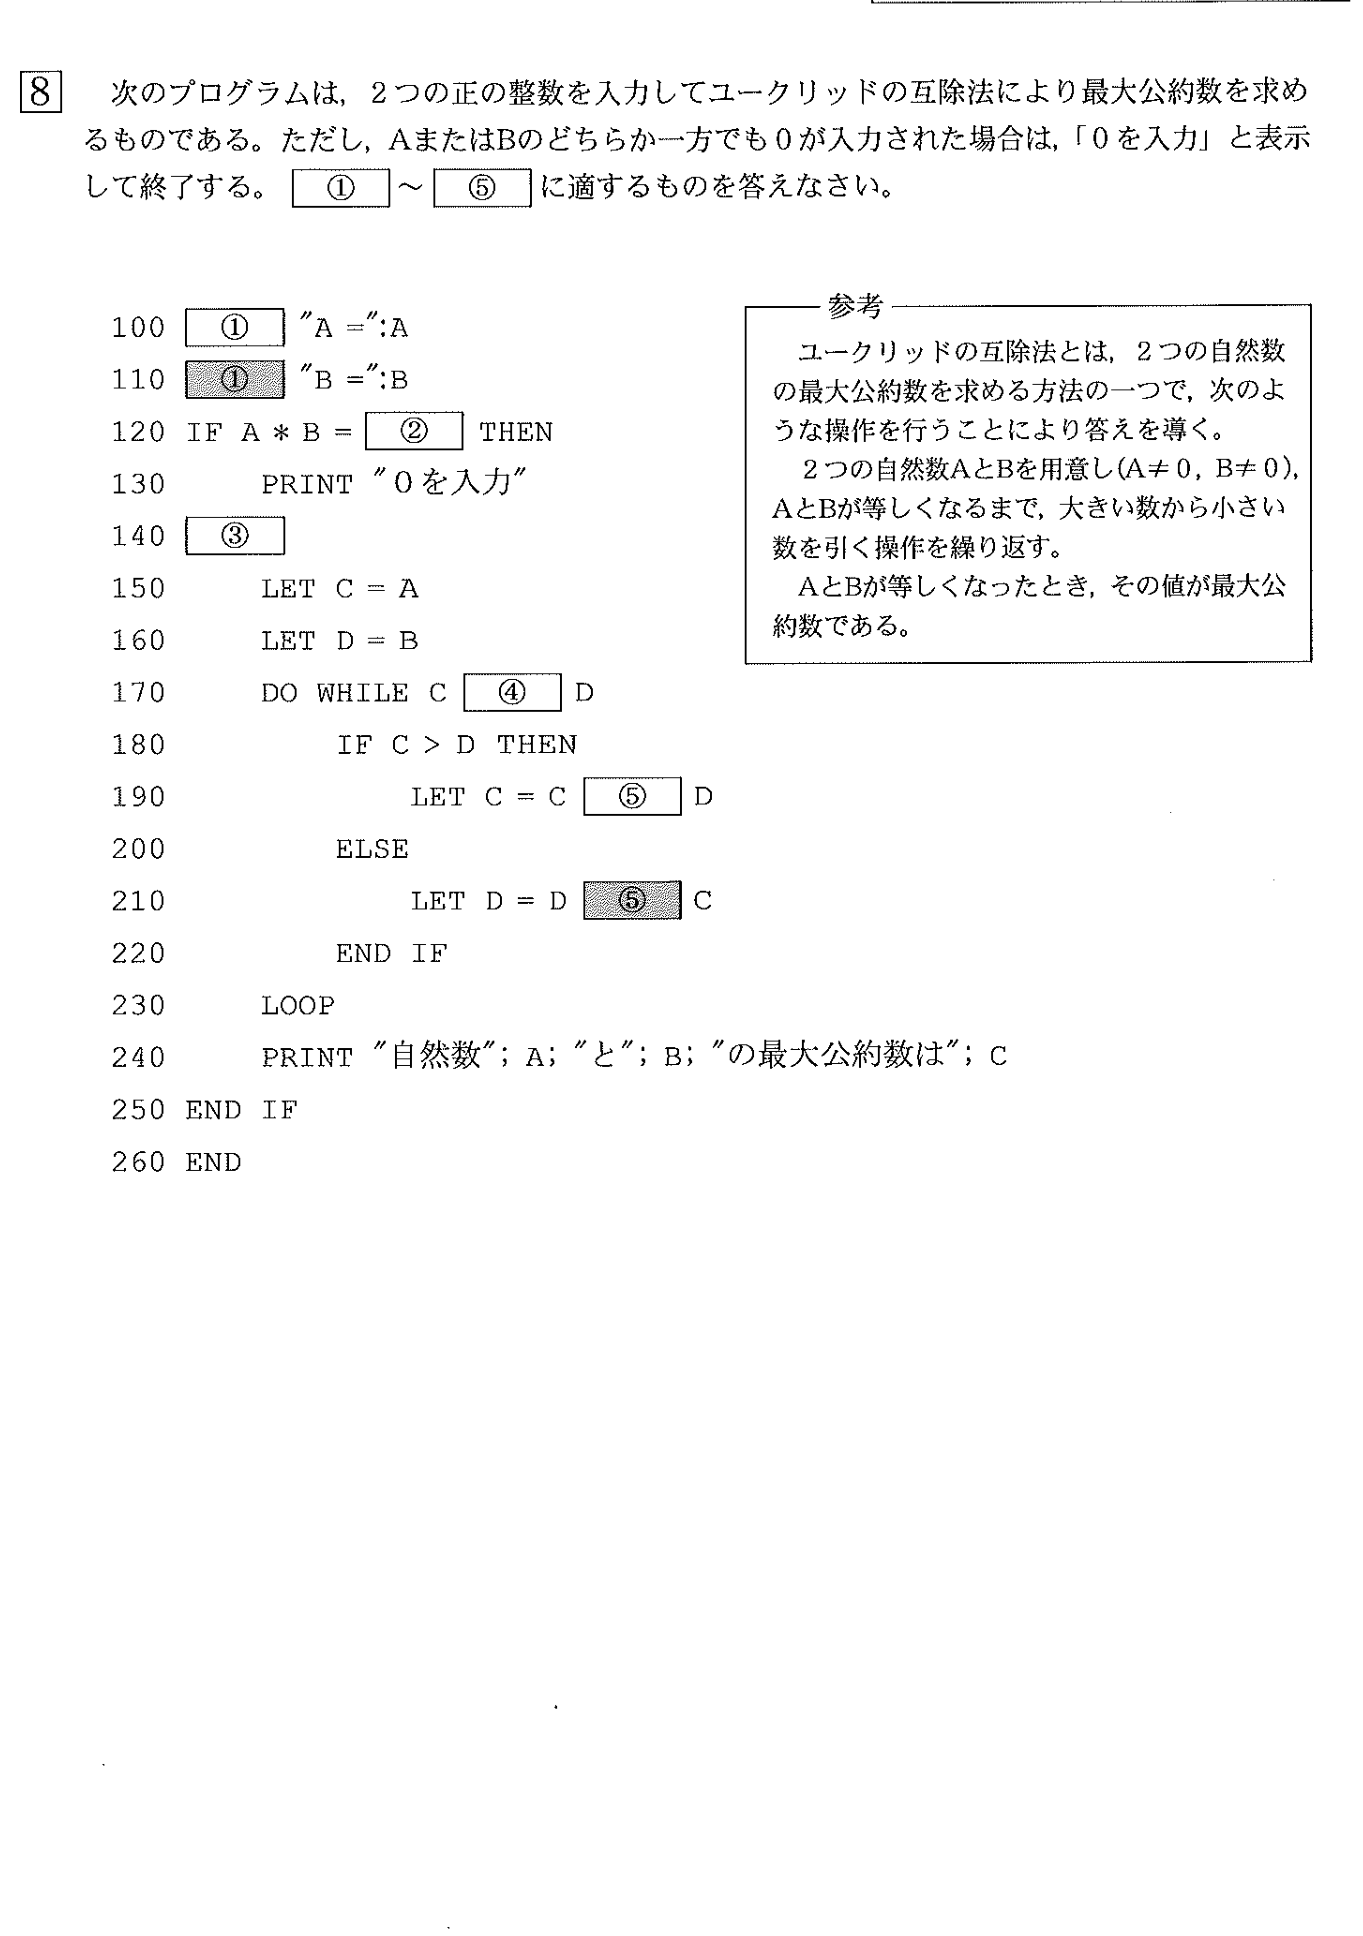 8 次のプログラムは，2つの正の整数を入力してユークリッドの互除法により最大公約数を求め
るものである。ただし，AまたはBのどちらか一方でも0が入力された場合は，「0を入力」と表示
して終了する。 ① ～ ⑤ に適するものを答えなさい。
100 ① ″A =″:A
110 ① ″B =″:B
120 IF A * B = ② THEN
130 PRINT ″0を入力″
140 ③
150 LET C = A
160 LET D = B
170 DO WHILE C ④ D
180 IF C > D THEN
190 LET C = C ⑤ D
200 ELSE
210 LET D = D ⑤ C
220 END IF
230 LOOP
240 PRINT ″自然数″; A; ″と″; B; ″の最大公約数は″; C
250 END IF
260 END
参考
ユークリッドの互除法とは，2つの自然数
の最大公約数を求める方法の一つで，次のよ
うな操作を行うことにより答えを導く。
2つの自然数AとBを用意し(A≠0，B≠0)，
AとBが等しくなるまで，大きい数から小さい
数を引く操作を繰り返す。
AとBが等しくなったとき，その値が最大公
約数である。